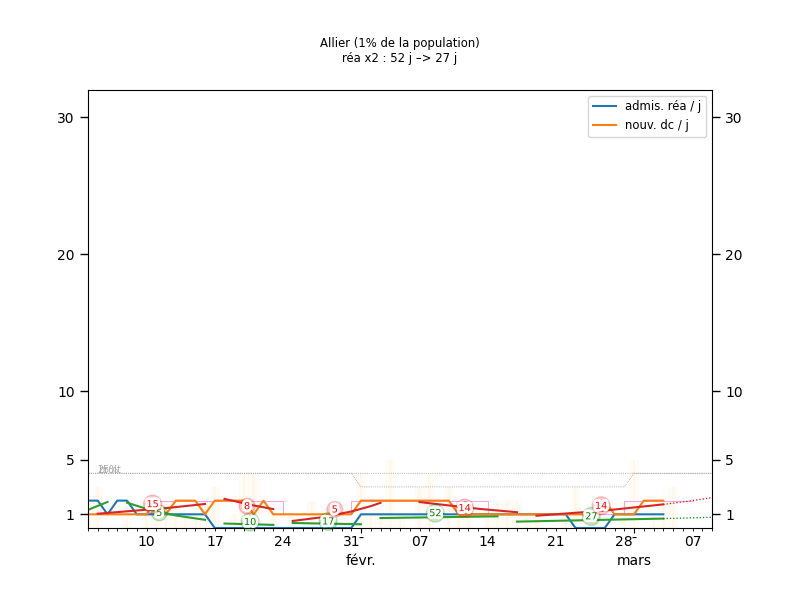 Allier (1% de la population)
réa x2 : 52 j –> 27 j
admis. réa / j
nouv. dc / j
30 30
20 20
10 10
5 5
1 1
15 5 8 10 5 17 52 14 27 14
10 17 24 31 07 14 21 28 07
févr. mars